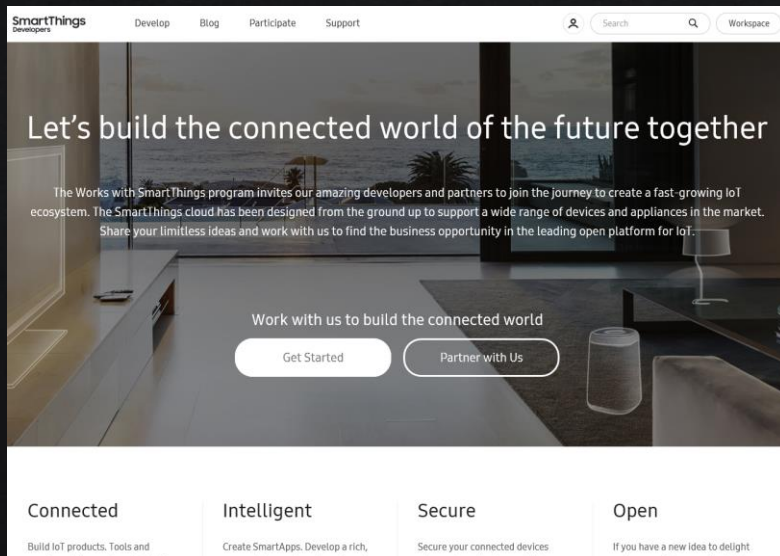 SmartThings
Developers
Develop
Blog
Participate
Support
Search
Workspace
Let's build the connected world of the future together
The Works with SmartThings program invites our amazing developers and partners to join the journey to create a fast-growing IoT
ecosystem. The SmartThings cloud has been designed from the ground up to support a wide range of devices and appliances in the market.
Share your limitless ideas and work with us to find the business opportunity in the leading open platform for IoT.
Work with us to build the connected world
Get Started
Partner with Us
Connected
Intelligent
Secure
Open
Build IoT products. Tools and
Create SmartApps. Develop a rich,
Secure your connected devices
If you have a new idea to delight